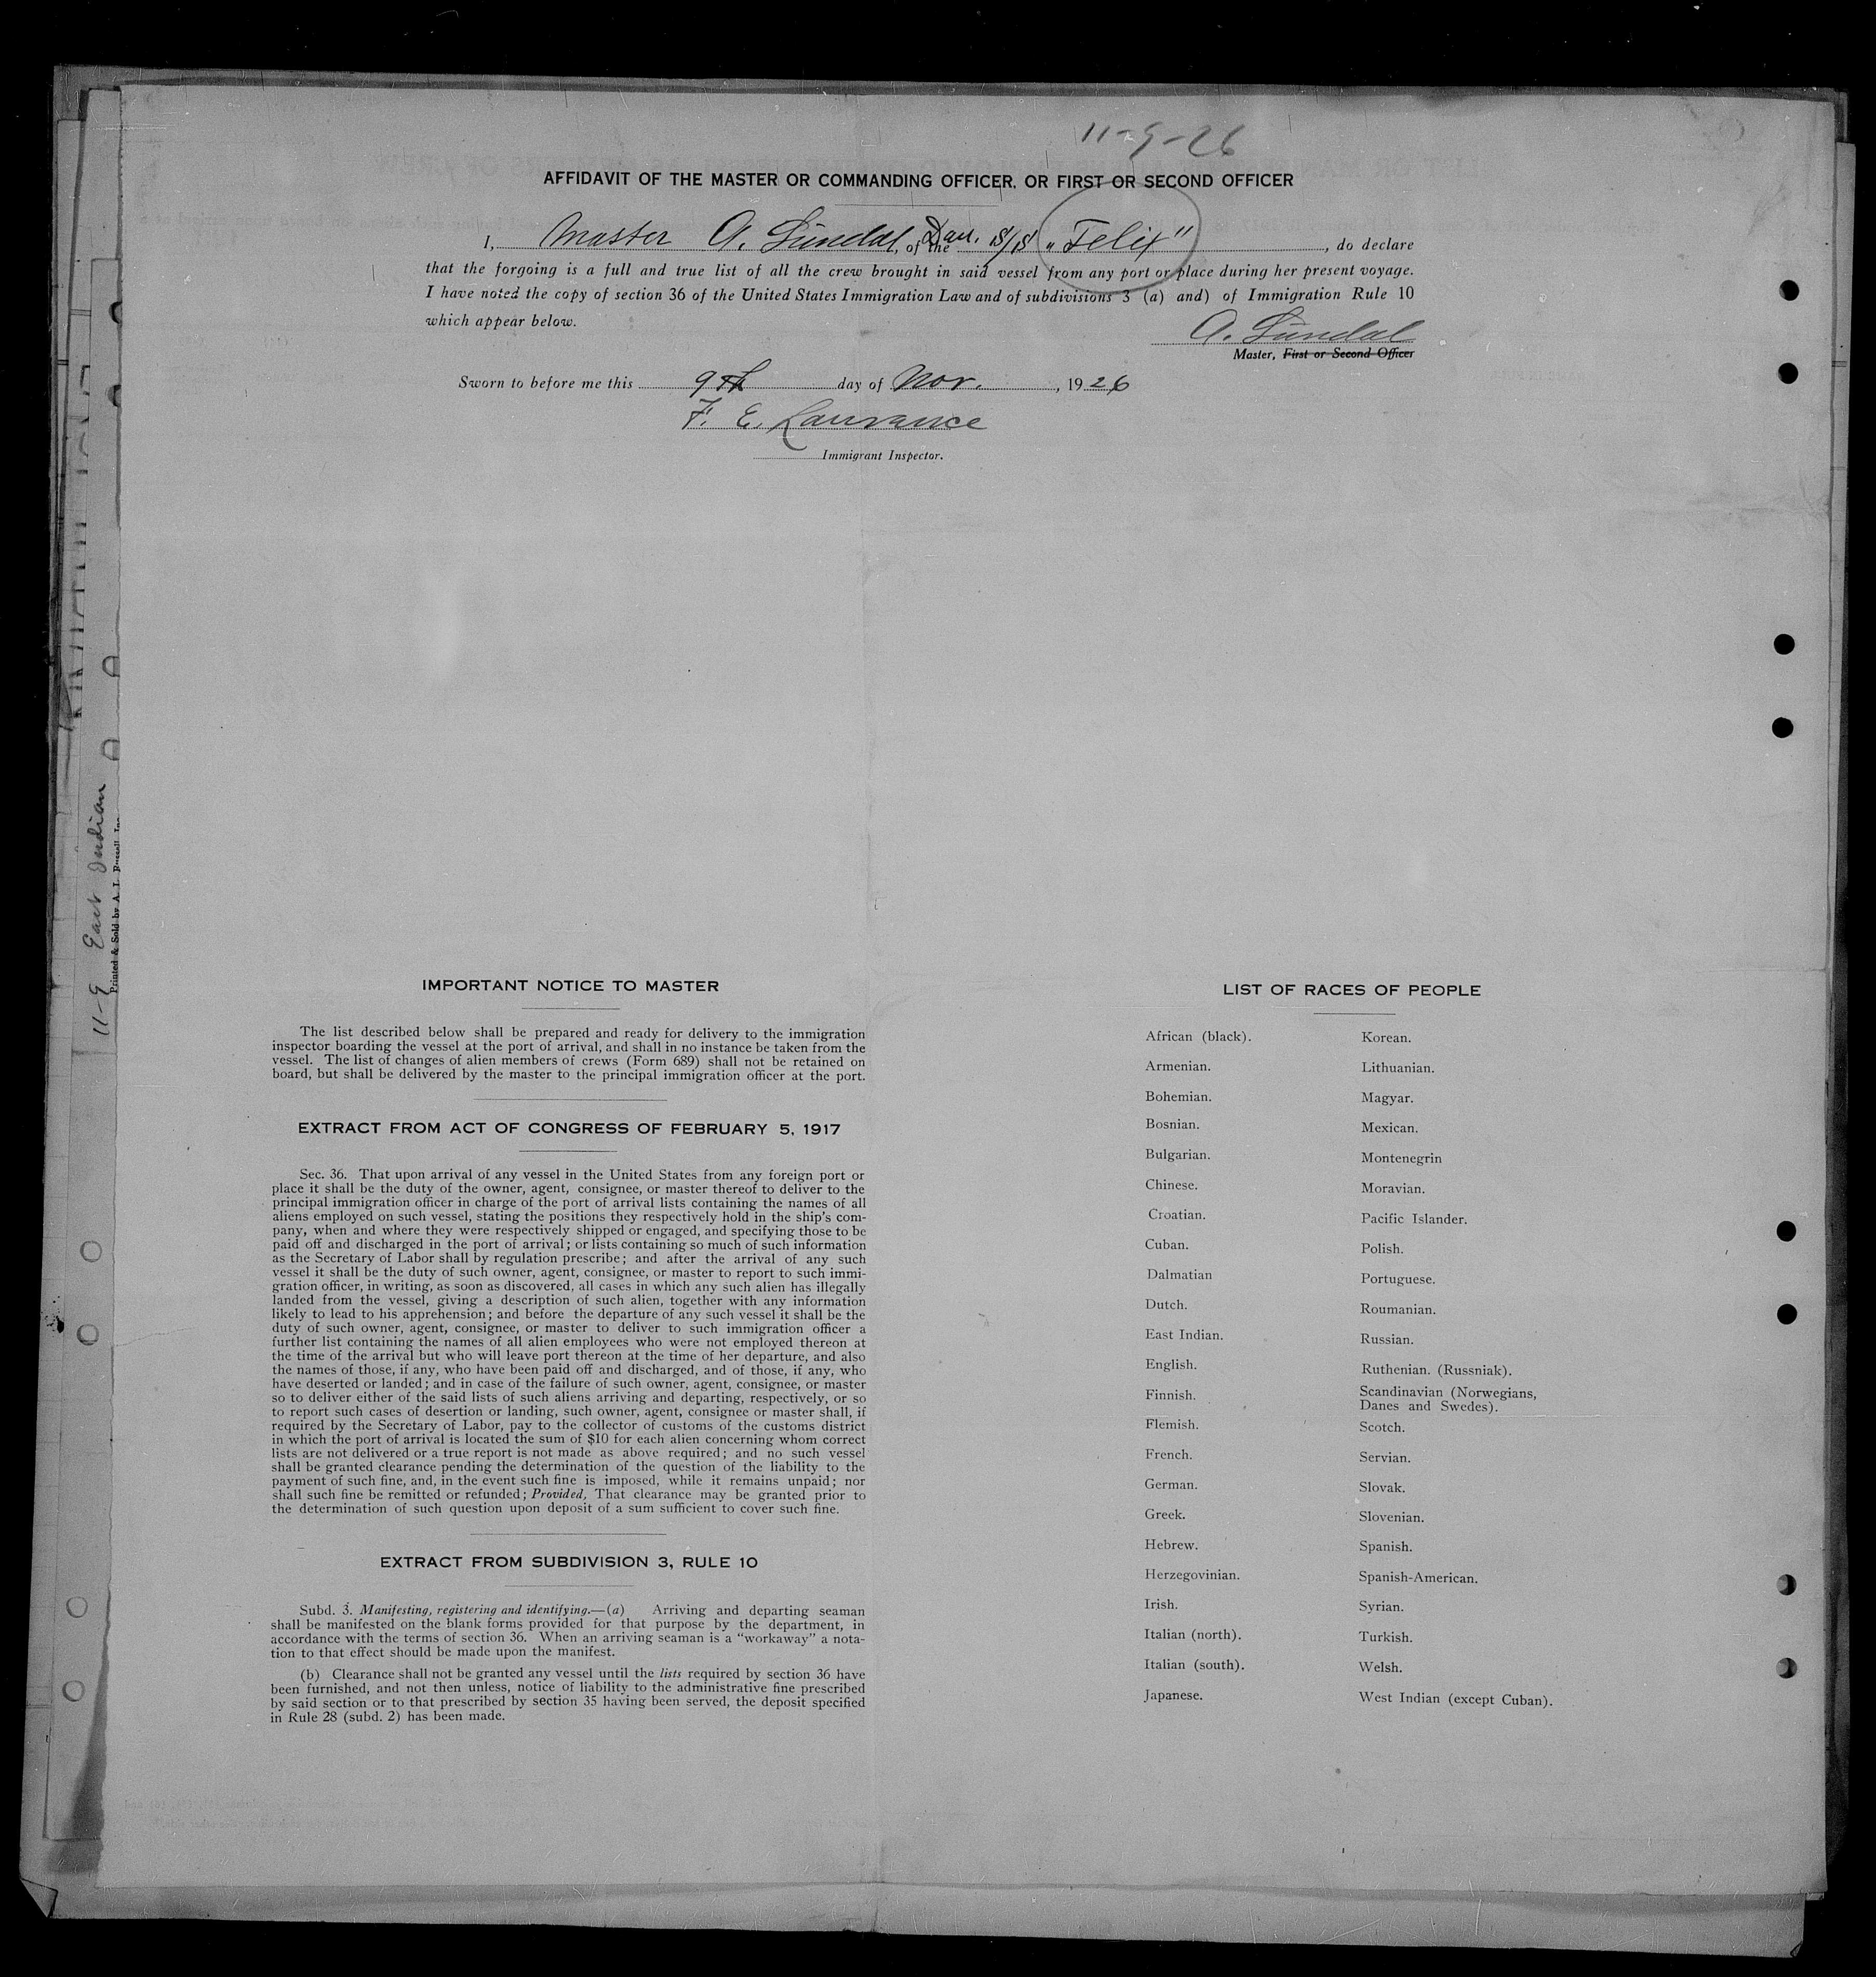 11-9-26
AFFIDAVIT OF THE MASTER OR COMMANDING OFFICER, OR FIRST OR SECOND OFFICER
I, Master A. Sundal, of the Dan. S/S "Felix", do declare
that the forgoing is a full and true list of all the crew brought in said vessel from any port or place during her present voyage.
I have noted the copy of section 36 of the United States Immigration Law and of subdivisions 3 (a) and) of Immigration Rule 10
which appear below.
A. Sundal
Master, First or Second Officer
Sworn to before me this 9th day of Nov., 1926
F. E. Laurance
Immigrant Inspector.
11-9 East Indian
Printed & Sold by A. L. Russell, Inc.
IMPORTANT NOTICE TO MASTER
The list described below shall be prepared and ready for delivery to the immigration
inspector boarding the vessel at the port of arrival, and shall in no instance be taken from the
vessel. The list of changes of alien members of crews (Form 689) shall not be retained on
board, but shall be delivered by the master to the principal immigration officer at the port.
EXTRACT FROM ACT OF CONGRESS OF FEBRUARY 5, 1917
Sec. 36. That upon arrival of any vessel in the United States from any foreign port or
place it shall be the duty of the owner, agent, consignee, or master thereof to deliver to the
principal immigration officer in charge of the port of arrival lists containing the names of all
aliens employed on such vessel, stating the positions they respectively hold in the ship's com-
pany, when and where they were respectively shipped or engaged, and specifying those to be
paid off and discharged in the port of arrival; or lists containing so much of such information
as the Secretary of Labor shall by regulation prescribe; and after the arrival of any such
vessel it shall be the duty of such owner, agent, consignee, or master to report to such immi-
gration officer, in writing, as soon as discovered, all cases in which any such alien has illegally
landed from the vessel, giving a description of such alien, together with any information
likely to lead to his apprehension; and before the departure of any such vessel it shall be the
duty of such owner, agent, consignee, or master to deliver to such immigration officer a
further list containing the names of all alien employees who were not employed thereon at
the time of the arrival but who will leave port thereon at the time of her departure, and also
the names of those, if any, who have been paid off and discharged, and of those, if any, who
have deserted or landed; and in case of the failure of such owner, agent, consignee, or master
so to deliver either of the said lists of such aliens arriving and departing, respectively, or so
to report such cases of desertion or landing, such owner, agent, consignee or master shall, if
required by the Secretary of Labor, pay to the collector of customs of the customs district
in which the port of arrival is located the sum of $10 for each alien concerning whom correct
lists are not delivered or a true report is not made as above required; and no such vessel
shall be granted clearance pending the determination of the question of the liability to the
payment of such fine, and, in the event such fine is imposed, while it remains unpaid; nor
shall such fine be remitted or refunded; Provided, That clearance may be granted prior to
the determination of such question upon deposit of a sum sufficient to cover such fine.
EXTRACT FROM SUBDIVISION 3, RULE 10
Subd. 3. Manifesting, registering and identifying.—(a) Arriving and departing seaman
shall be manifested on the blank forms provided for that purpose by the department, in
accordance with the terms of section 36. When an arriving seaman is a "workaway" a nota-
tion to that effect should be made upon the manifest.
(b) Clearance shall not be granted any vessel until the lists required by section 36 have
been furnished, and not then unless, notice of liability to the administrative fine prescribed
by said section or to that prescribed by section 35 having been served, the deposit specified
in Rule 28 (subd. 2) has been made.
LIST OF RACES OF PEOPLE
African (black).
Armenian.
Bohemian.
Bosnian.
Bulgarian.
Chinese.
Croatian.
Cuban.
Dalmatian
Dutch.
East Indian.
English.
Finnish.
Flemish.
French.
German.
Greek.
Hebrew.
Herzegovinian.
Irish.
Italian (north).
Italian (south).
Japanese.
Korean.
Lithuanian.
Magyar.
Mexican.
Montenegrin
Moravian.
Pacific Islander.
Polish.
Portuguese.
Roumanian.
Russian.
Ruthenian. (Russniak).
Scandinavian (Norwegians,
Danes and Swedes).
Scotch.
Servian.
Slovak.
Slovenian.
Spanish.
Spanish-American.
Syrian.
Turkish.
Welsh.
West Indian (except Cuban).